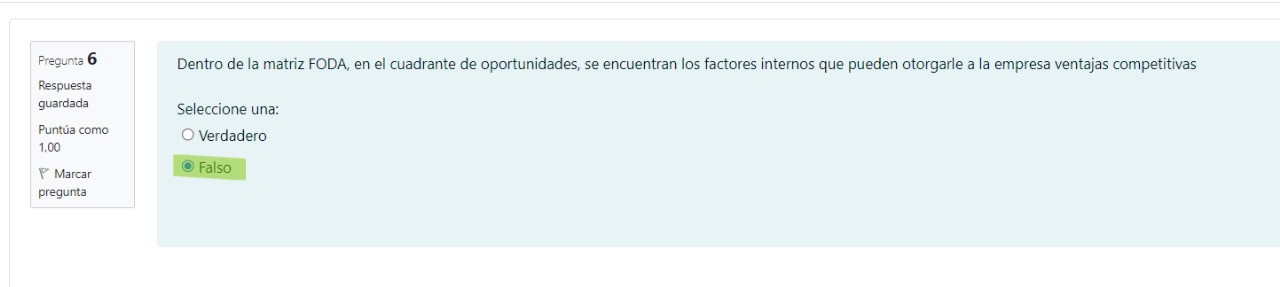 Pregunta 6
Respuesta
guardada
Puntúa como
1,00
Marcar
pregunta
Dentro de la matriz FODA, en el cuadrante de oportunidades, se encuentran los factores internos que pueden otorgarle a la empresa ventajas competitivas
Seleccione una:
Verdadero
Falso